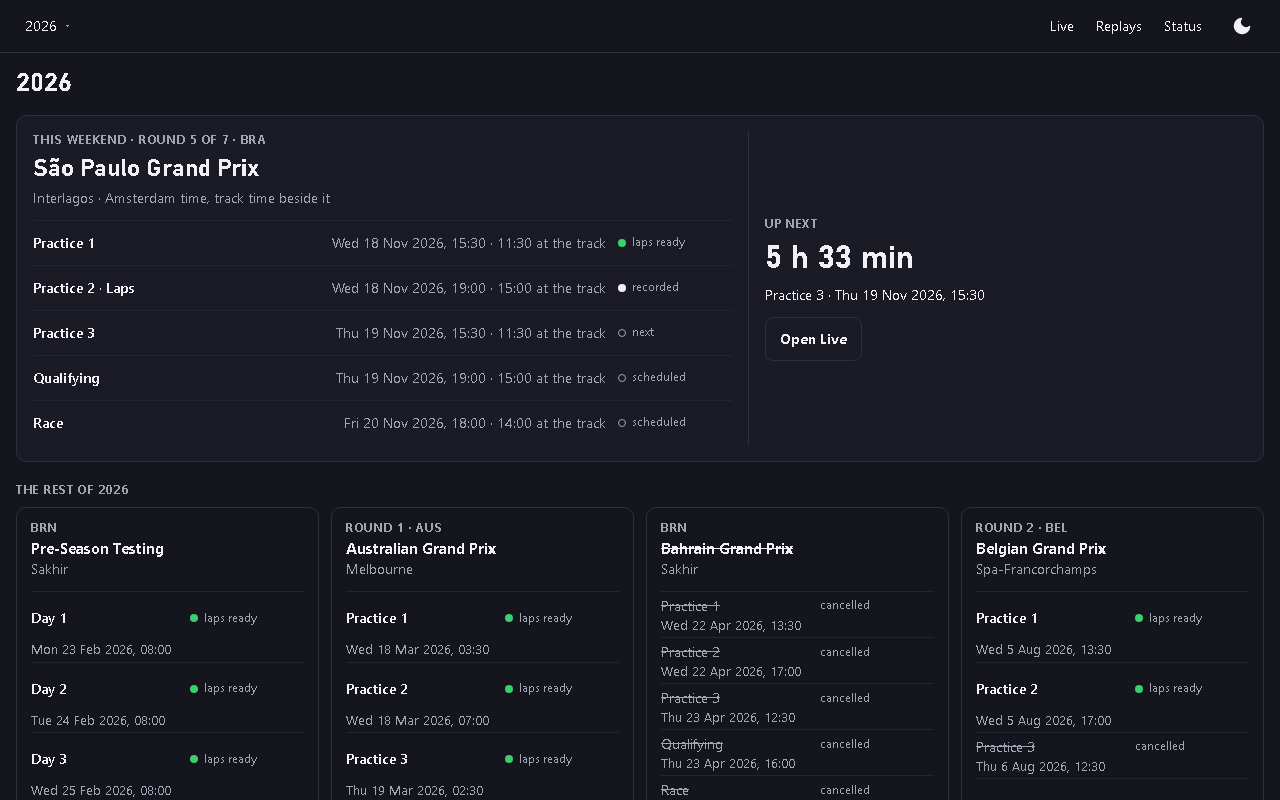 2026
Live Replays Status
2026
THIS WEEKEND · ROUND 5 OF 7 · BRA
São Paulo Grand Prix
Interlagos · Amsterdam time, track time beside it
Practice 1 Wed 18 Nov 2026, 15:30 · 11:30 at the track laps ready
Practice 2 · Laps Wed 18 Nov 2026, 19:00 · 15:00 at the track recorded
Practice 3 Thu 19 Nov 2026, 15:30 · 11:30 at the track next
Qualifying Thu 19 Nov 2026, 19:00 · 15:00 at the track scheduled
Race Fri 20 Nov 2026, 18:00 · 14:00 at the track scheduled
UP NEXT
5 h 33 min
Practice 3 · Thu 19 Nov 2026, 15:30
Open Live
THE REST OF 2026
BRN
Pre-Season Testing
Sakhir
Day 1 laps ready
Mon 23 Feb 2026, 08:00
Day 2 laps ready
Tue 24 Feb 2026, 08:00
Day 3 laps ready
Wed 25 Feb 2026, 08:00
ROUND 1 · AUS
Australian Grand Prix
Melbourne
Practice 1 laps ready
Wed 18 Mar 2026, 03:30
Practice 2 laps ready
Wed 18 Mar 2026, 07:00
Practice 3 laps ready
Thu 19 Mar 2026, 02:30
BRN
Bahrain Grand Prix
Sakhir
Practice 1 cancelled
Wed 22 Apr 2026, 13:30
Practice 2 cancelled
Wed 22 Apr 2026, 17:00
Practice 3 cancelled
Thu 23 Apr 2026, 12:30
Qualifying cancelled
Thu 23 Apr 2026, 16:00
Race cancelled
ROUND 2 · BEL
Belgian Grand Prix
Spa-Francorchamps
Practice 1 laps ready
Wed 5 Aug 2026, 13:30
Practice 2 laps ready
Wed 5 Aug 2026, 17:00
Practice 3 cancelled
Thu 6 Aug 2026, 12:30